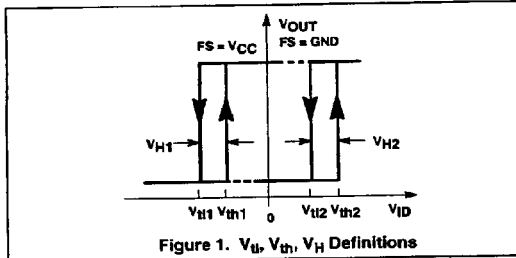 VOUT
FS = VCC FS = GND
VH1 VH2
Vtl1 Vth1 0 Vtl2 Vth2 VID
Figure 1. Vtl, Vth, VH Definitions